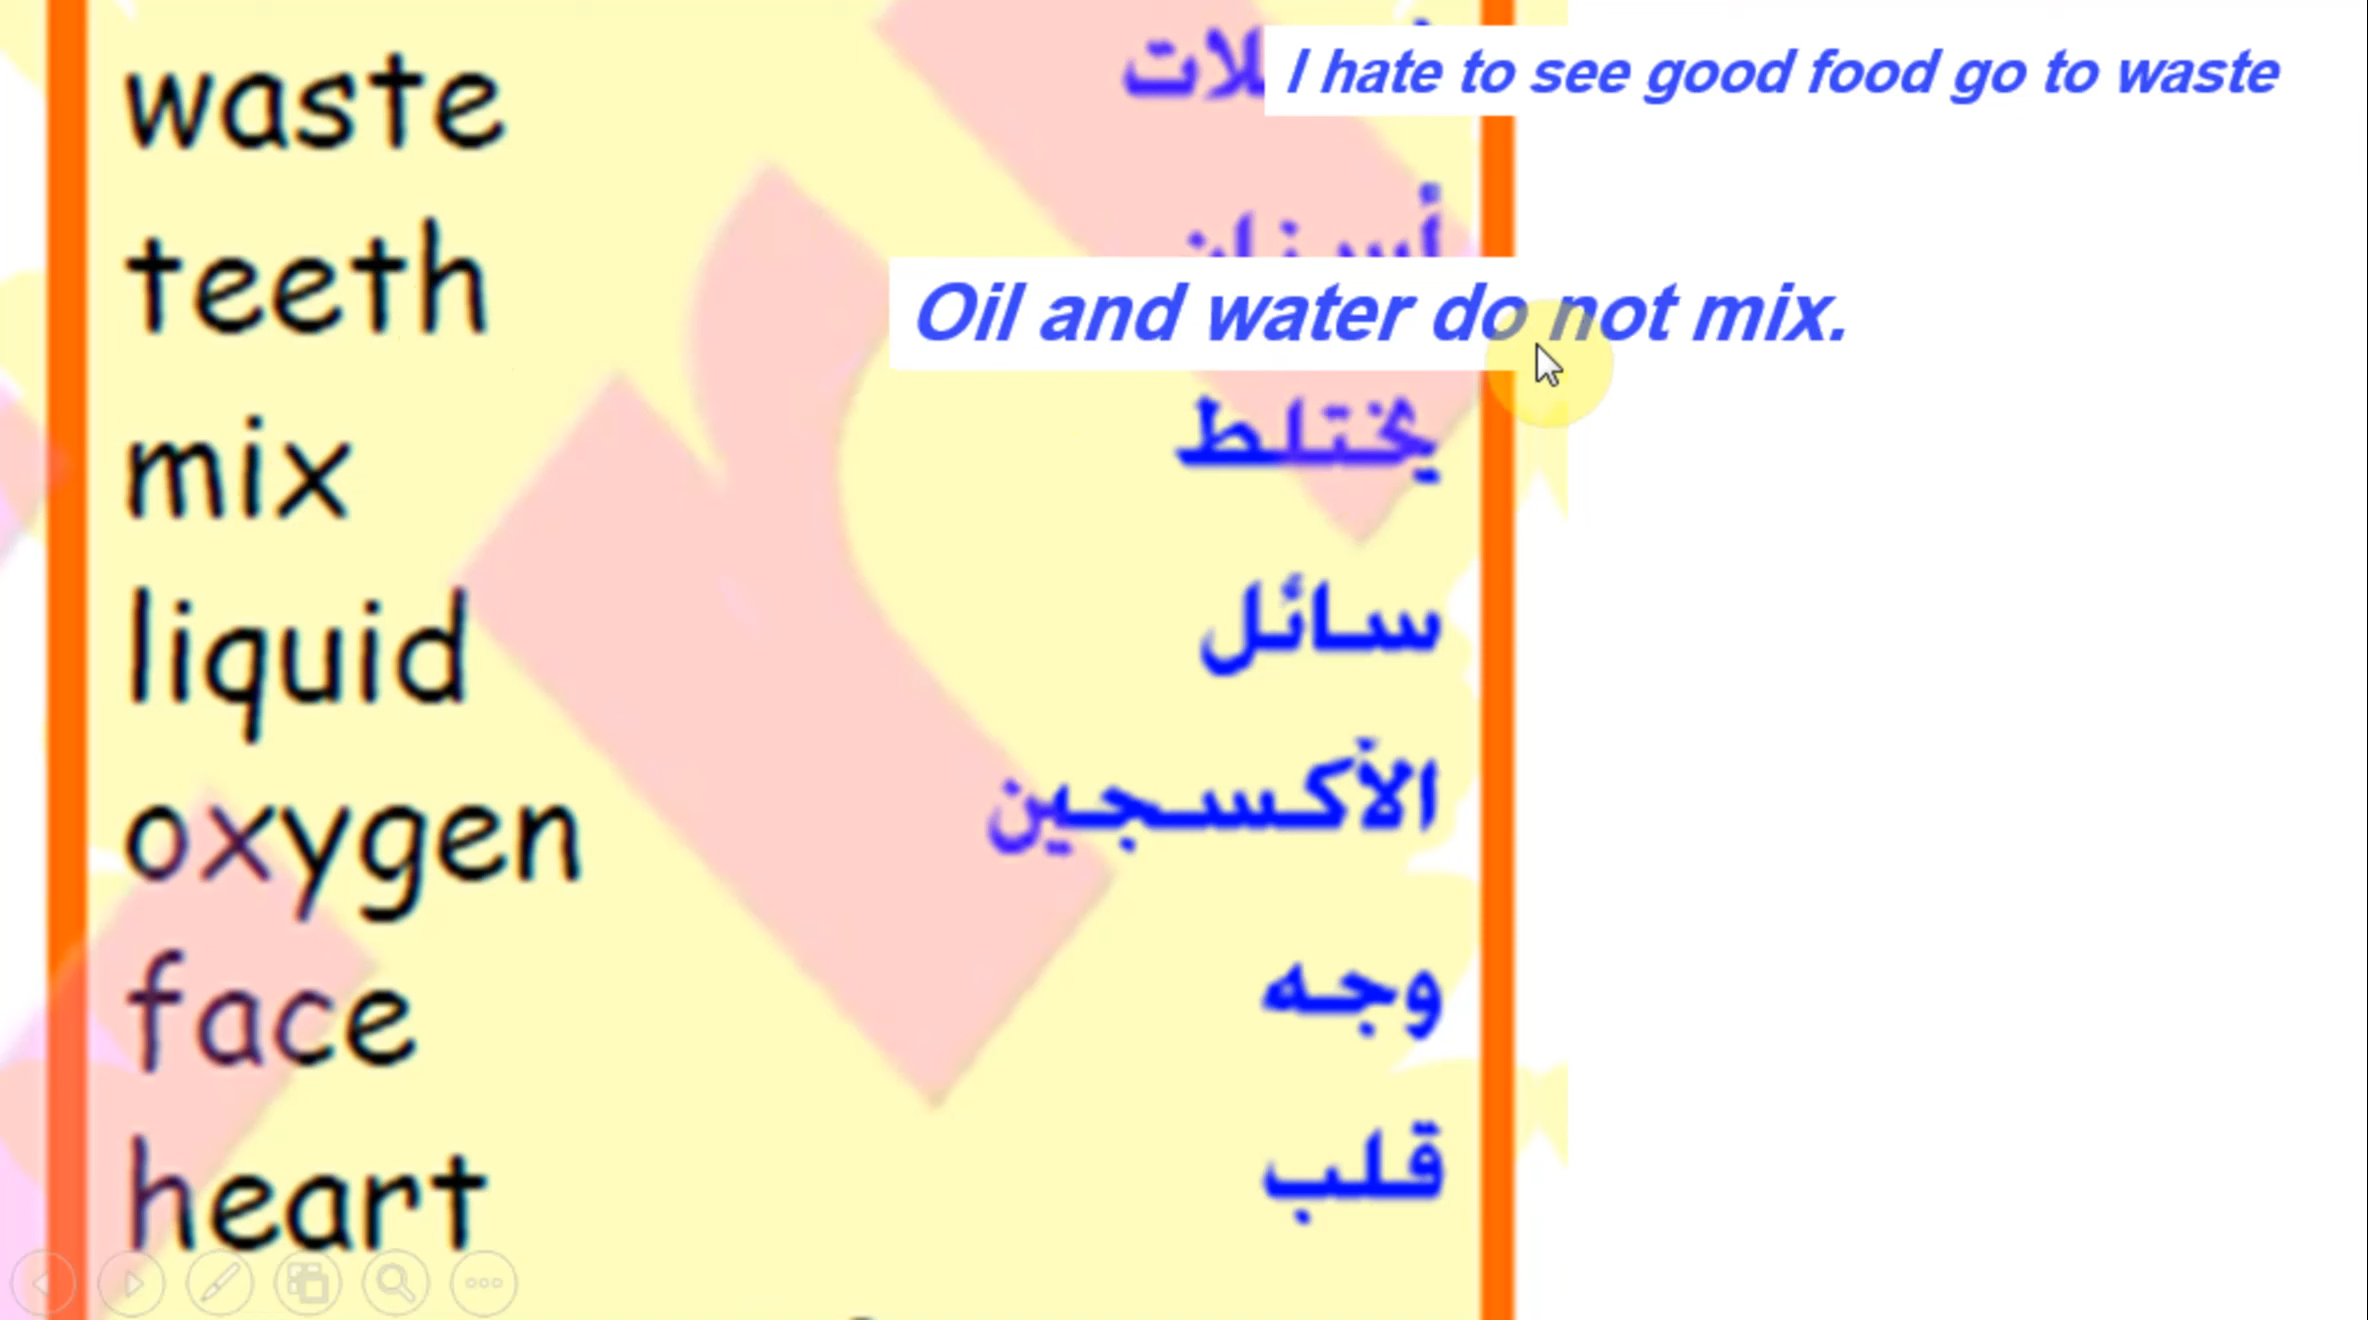 waste I hate to see good food go to waste
teeth
Oil and water do not mix.
mix يختلط
liquid سائل
oxygen الأكسجين
face وجه
heart قلب